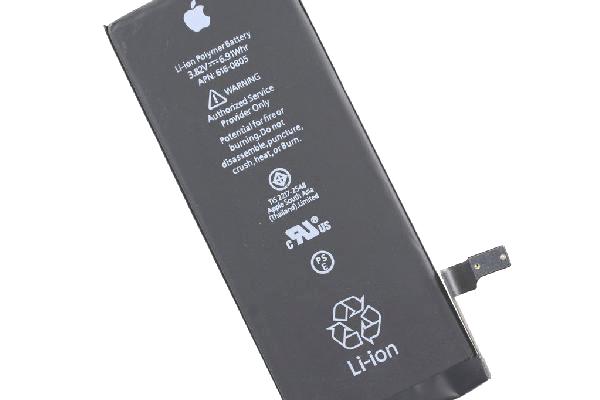 Li-ion Polymer Battery
3.82V⎓6.91Whr
APN: 616-0805
WARNING
Authorized Service
Provider Only
Potential for fire or
burning. Do not
disassemble, puncture,
crush, heat, or Burn.
TIS 2217-2548
Apple South Asia
(Thailand) Limited
c RU US
PS
E
Li-ion